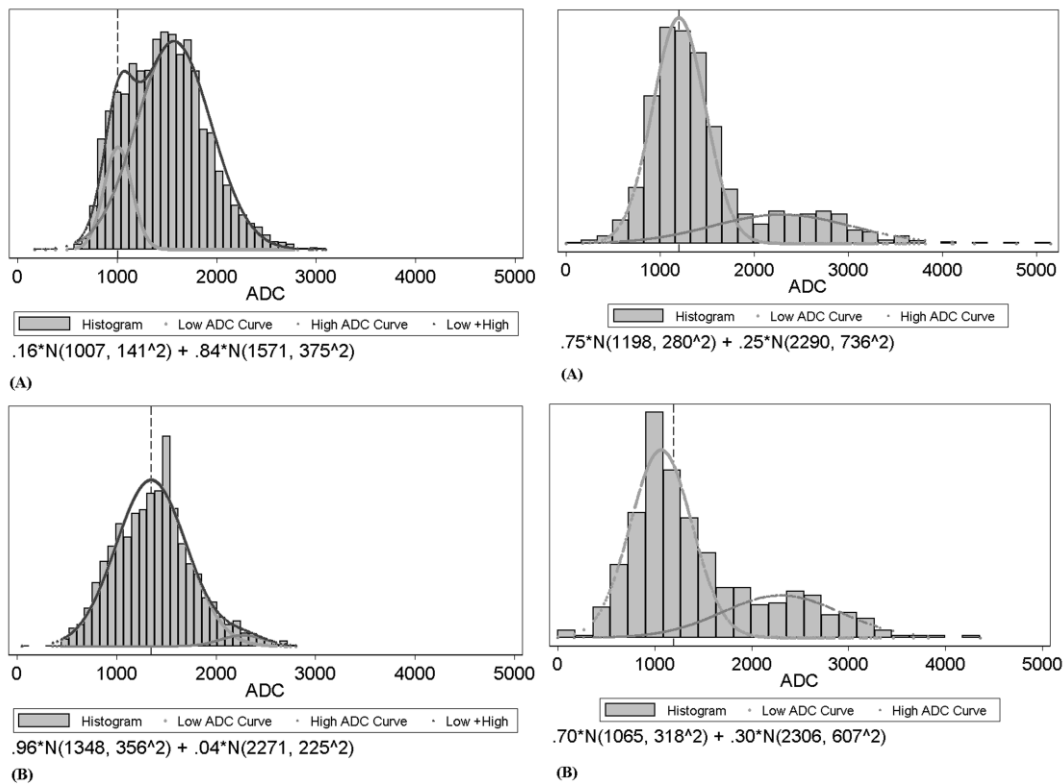 0 1000 2000 3000 4000 5000
ADC
Histogram Low ADC Curve High ADC Curve Low +High
.16*N(1007, 141^2) + .84*N(1571, 375^2)
(A)
0 1000 2000 3000 4000 5000
ADC
Histogram Low ADC Curve High ADC Curve
.75*N(1198, 280^2) + .25*N(2290, 736^2)
(A)
0 1000 2000 3000 4000 5000
ADC
Histogram Low ADC Curve High ADC Curve Low +High
.96*N(1348, 356^2) + .04*N(2271, 225^2)
(B)
0 1000 2000 3000 4000 5000
ADC
Histogram Low ADC Curve High ADC Curve
.70*N(1065, 318^2) + .30*N(2306, 607^2)
(B)